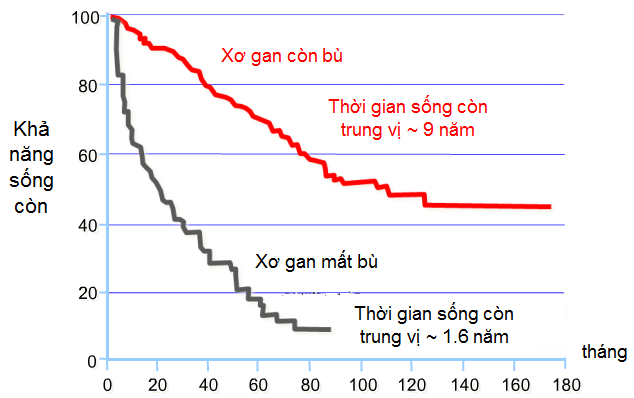 100
80
60
40
20
0
Khả
năng
sống
còn
Xơ gan còn bù
Thời gian sống còn
trung vị ~ 9 năm
Xơ gan mất bù
Thời gian sống còn
trung vị ~ 1.6 năm
tháng
0 20 40 60 80 100 120 140 160 180